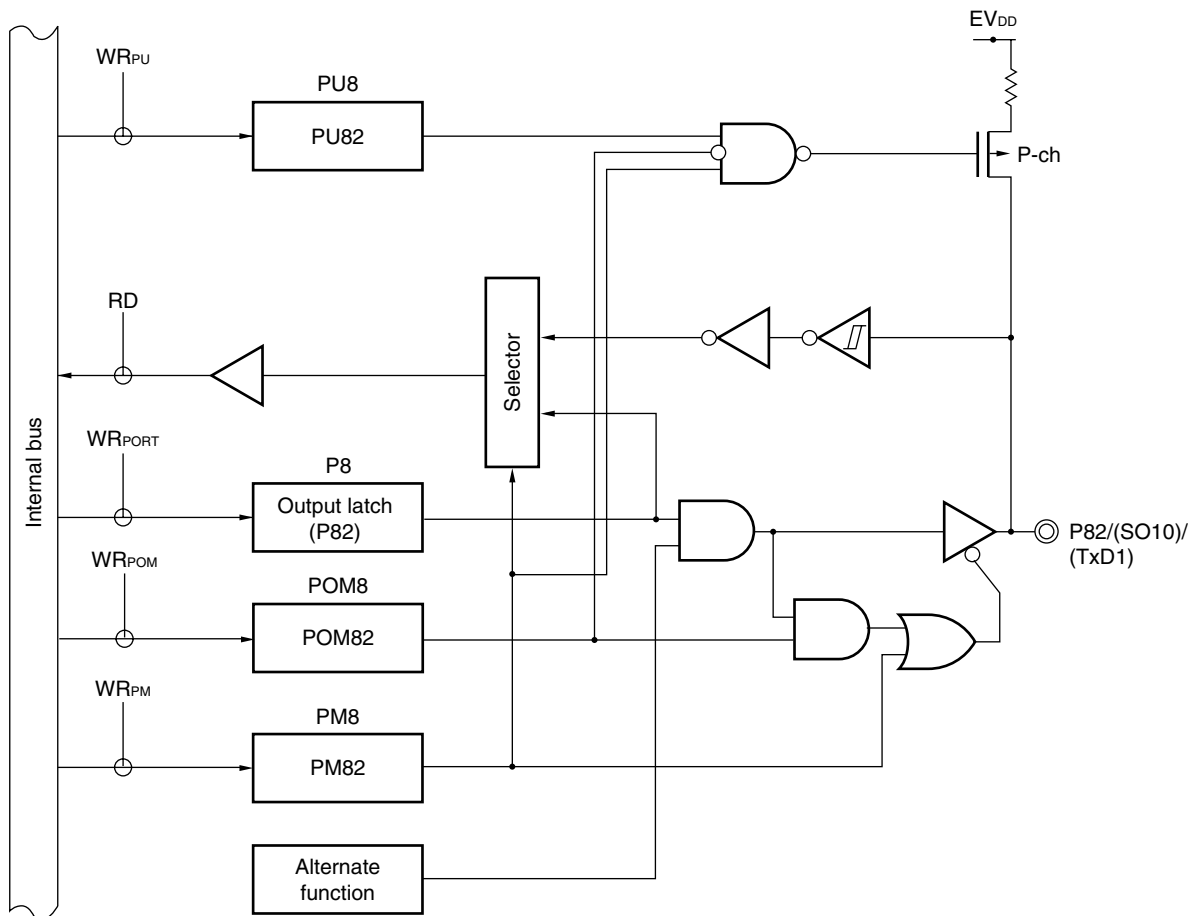 EVDD
WRPU
PU8
PU82
P-ch
RD
Selector
Internal bus
WRPORT
P8
Output latch
(P82)
P82/(SO10)/
(TxD1)
WRPOM
POM8
POM82
WRPM
PM8
PM82
Alternate
function